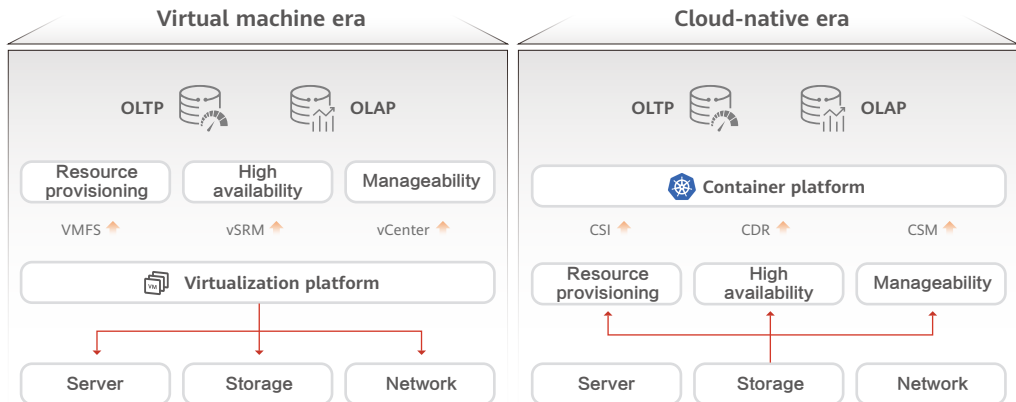 Virtual machine era
OLTP
OLAP
Resource
provisioning
High
availability
Manageability
VMFS
vSRM
vCenter
VM
Virtualization platform
Server
Storage
Network
Cloud-native era
OLTP
OLAP
Container platform
CSI
CDR
CSM
Resource
provisioning
High
availability
Manageability
Server
Storage
Network